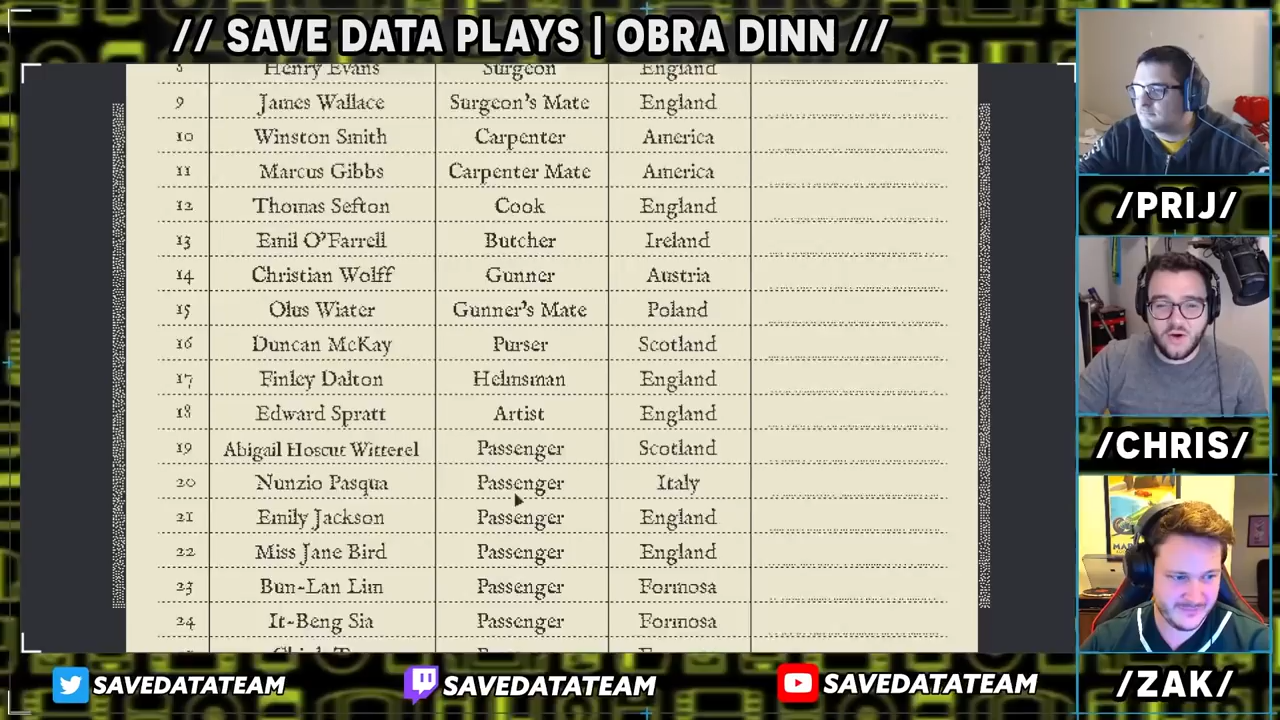 // SAVE DATA PLAYS | OBRA DINN //
8 Henry Evans Surgeon England
9 James Wallace Surgeon's Mate England
10 Winston Smith Carpenter America
11 Marcus Gibbs Carpenter Mate America
12 Thomas Sefton Cook England
13 Emil O'Farrell Butcher Ireland
14 Christian Wolff Gunner Austria
15 Olus Wiater Gunner's Mate Poland
16 Duncan McKay Purser Scotland
17 Finley Dalton Helmsman England
18 Edward Spratt Artist England
19 Abigail Hoscut Witterel Passenger Scotland
20 Nunzio Pasqua Passenger Italy
21 Emily Jackson Passenger England
22 Miss Jane Bird Passenger England
23 Bun-Lan Lim Passenger Formosa
24 It-Beng Sia Passenger Formosa
/PRIJ/
/CHRIS/
/ZAK/
SAVEDATATEAM
SAVEDATATEAM
SAVEDATATEAM